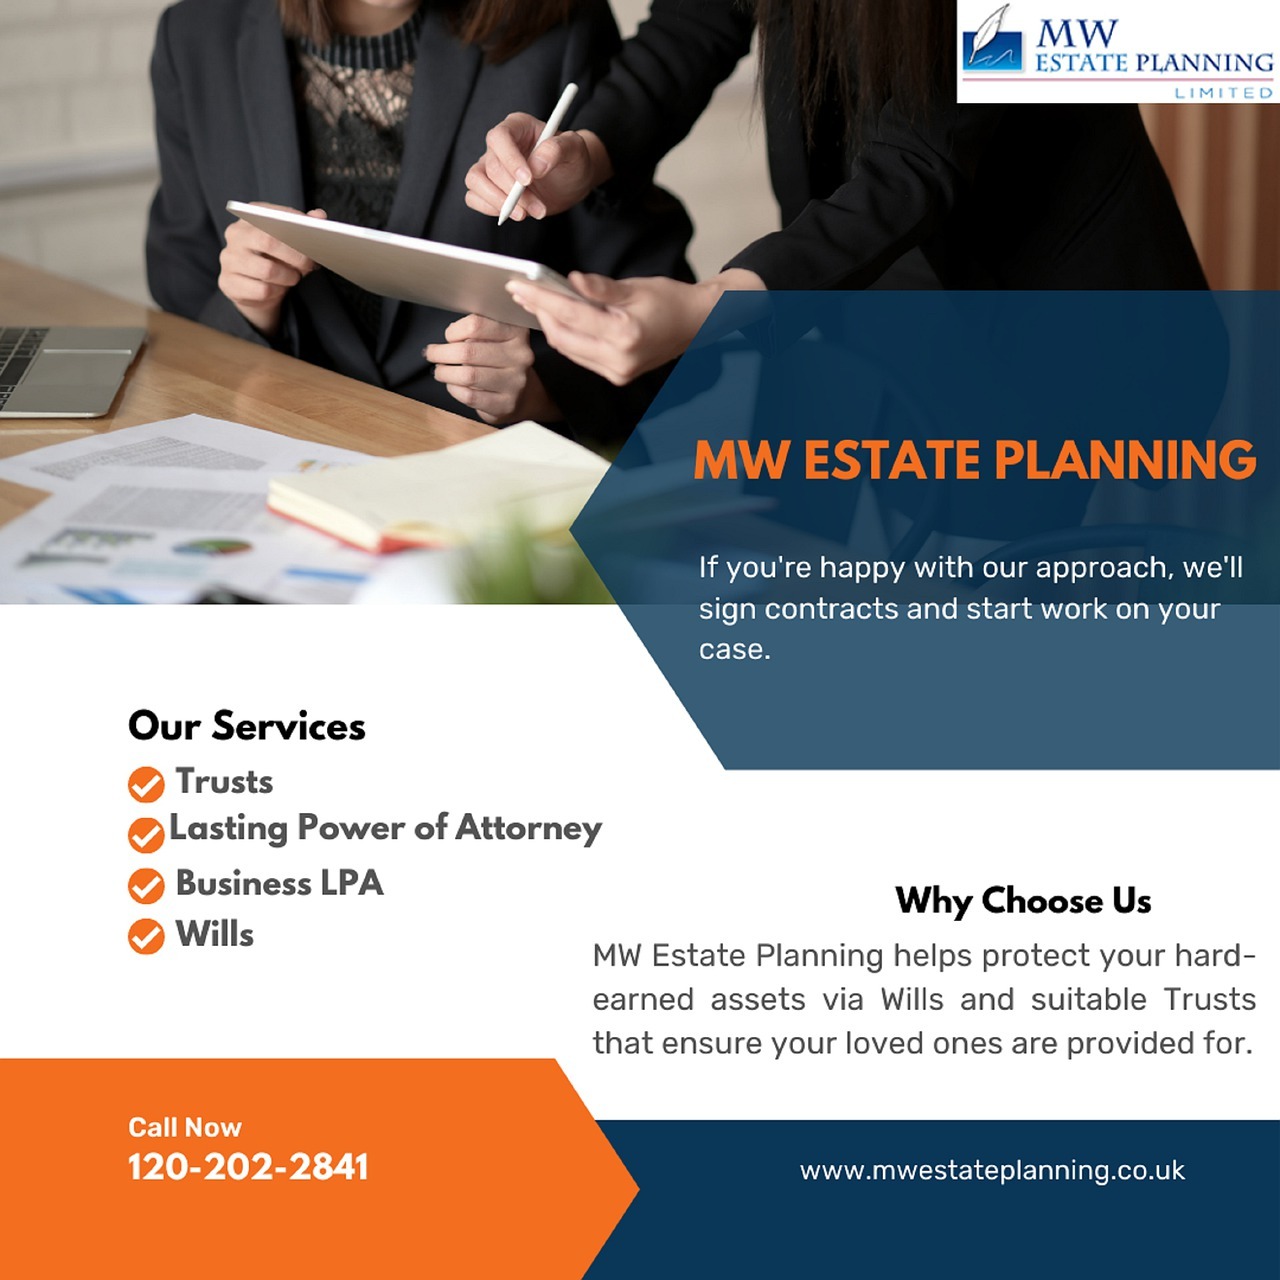 MW
ESTATE PLANNING
LIMITED
MW ESTATE PLANNING
If you're happy with our approach, we'll
sign contracts and start work on your
case.
Our Services
Trusts
Lasting Power of Attorney
Business LPA
Wills
Why Choose Us
MW Estate Planning helps protect your hard-
earned assets via Wills and suitable Trusts
that ensure your loved ones are provided for.
Call Now
120-202-2841
www.mwestateplanning.co.uk